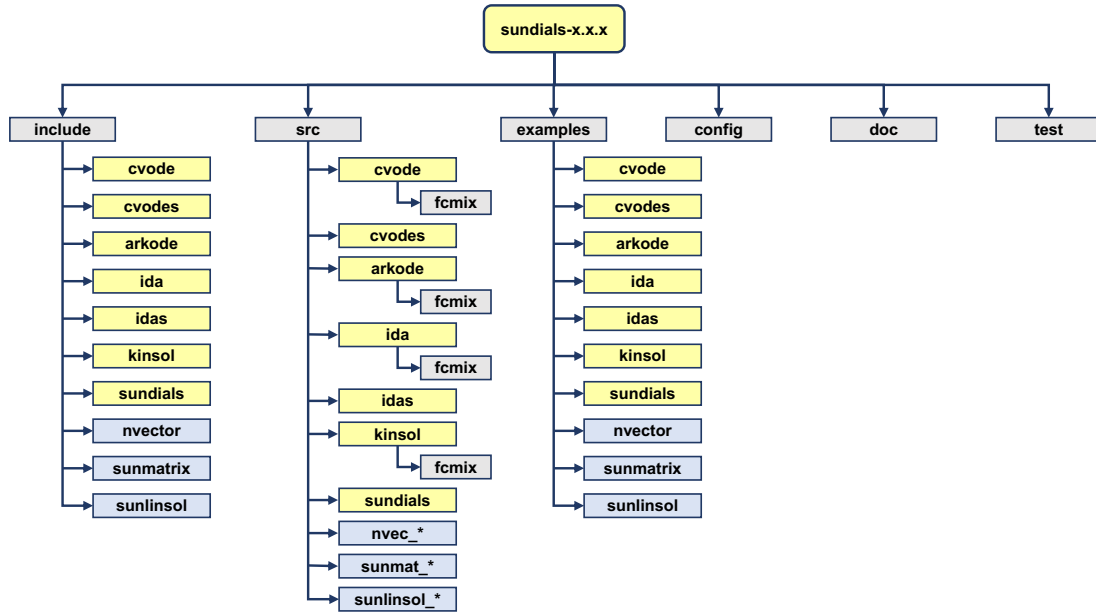 sundials-x.x.x
include
src
examples
config
doc
test
cvode
cvodes
arkode
ida
idas
kinsol
sundials
nvector
sunmatrix
sunlinsol
cvode
fcmix
cvodes
arkode
fcmix
ida
fcmix
idas
kinsol
fcmix
sundials
nvec_*
sunmat_*
sunlinsol_*
cvode
cvodes
arkode
ida
idas
kinsol
sundials
nvector
sunmatrix
sunlinsol